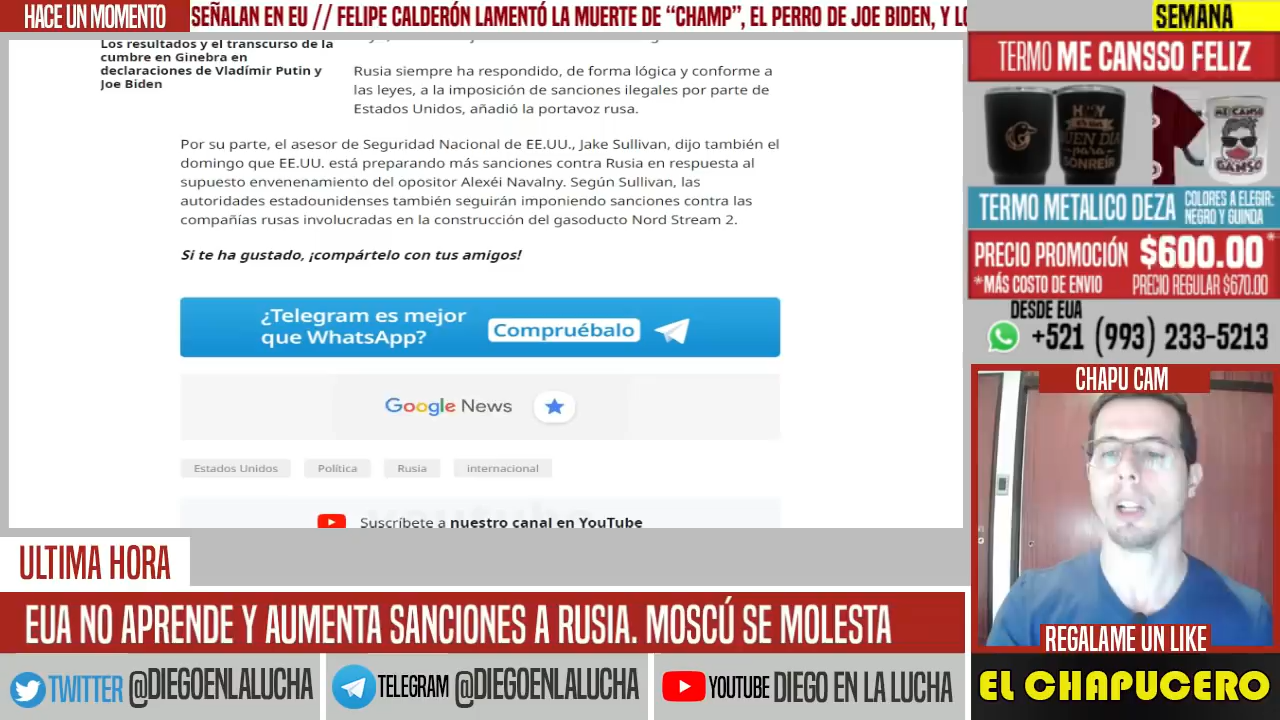 HACE UN MOMENTO
SEÑALAN EN EU // FELIPE CALDERÓN LAMENTÓ LA MUERTE DE “CHAMP”, EL PERRO DE JOE BIDEN, Y
SEMANA
Los resultados y el transcurso de la
cumbre en Ginebra en
declaraciones de Vladímir Putin y
Joe Biden
Rusia siempre ha respondido, de forma lógica y conforme a
las leyes, a la imposición de sanciones ilegales por parte de
Estados Unidos, añadió la portavoz rusa.
Por su parte, el asesor de Seguridad Nacional de EE.UU., Jake Sullivan, dijo también el
domingo que EE.UU. está preparando más sanciones contra Rusia en respuesta al
supuesto envenenamiento del opositor Alexéi Navalny. Según Sullivan, las
autoridades estadounidenses también seguirán imponiendo sanciones contra las
compañías rusas involucradas en la construcción del gasoducto Nord Stream 2.
Si te ha gustado, ¡compártelo con tus amigos!
¿Telegram es mejor
que WhatsApp?
Compruébalo
Google News
Estados Unidos
Política
Rusia
internacional
Suscríbete a nuestro canal en YouTube
TERMO ME CANSSO FELIZ
HOY
es un
BUEN DIA
para
SONREÍR
ME CANSO
GANSO
TERMO METALICO DEZA
COLORES A ELEGIR:
NEGRO Y GUINDA
PRECIO PROMOCIÓN $600.00*
*MÁS COSTO DE ENVIO
PRECIO REGULAR $670.00
DESDE EUA
+521 (993) 233-5213
CHAPU CAM
REGALAME UN LIKE
ULTIMA HORA
EUA NO APRENDE Y AUMENTA SANCIONES A RUSIA. MOSCÚ SE MOLESTA
TWITTER @DIEGOENLALUCHA
TELEGRAM @DIEGOENLALUCHA
YOUTUBE DIEGO EN LA LUCHA
EL CHAPUCERO